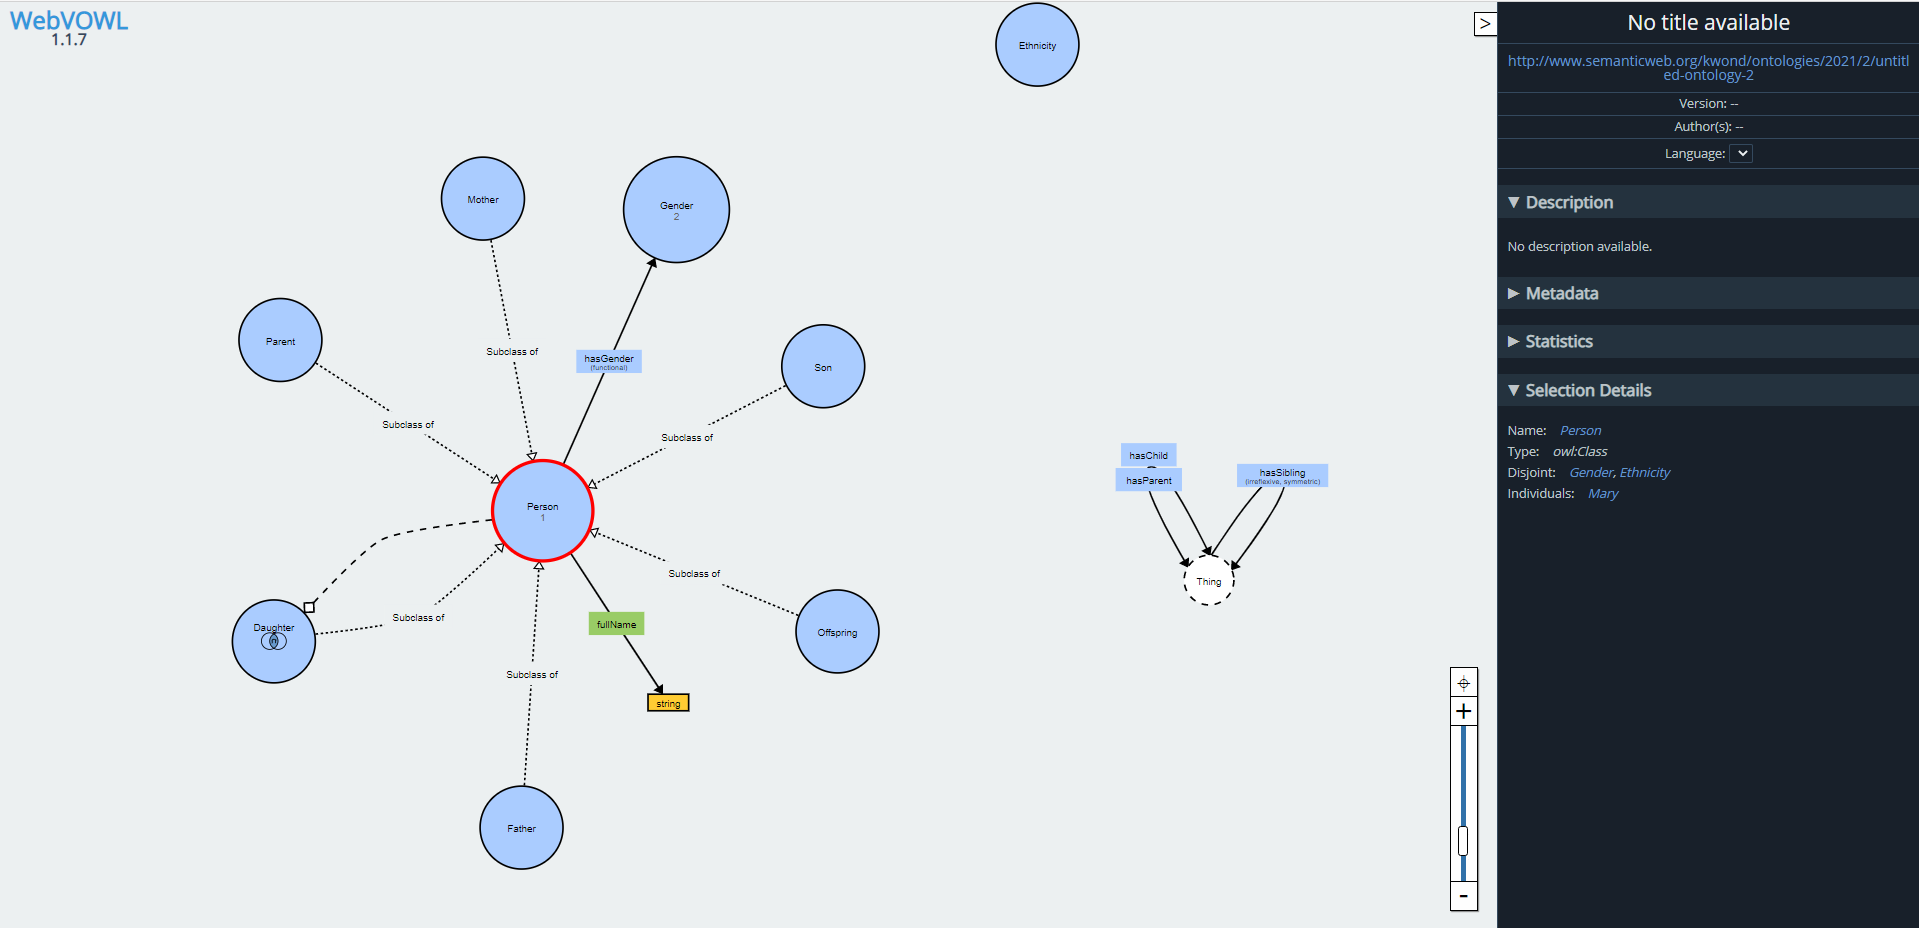 WebVOWL
1.1.7
Ethnicity
Mother
Gender
2
Parent
Subclass of
hasGender
(functional)
Son
Subclass of
Subclass of
hasChild
hasParent
hasSibling
(irreflexive, symmetric)
Person
1
Subclass of
Thing
Daughter
Subclass of
fullName
Offspring
Subclass of
string
Father
>
+
-
No title available
http://www.semanticweb.org/kwond/ontologies/2021/2/untitl
ed-ontology-2
Version: --
Author(s): --
Language:
▼ Description
No description available.
▶ Metadata
▶ Statistics
▼ Selection Details
Name: Person
Type: owl:Class
Disjoint: Gender, Ethnicity
Individuals: Mary